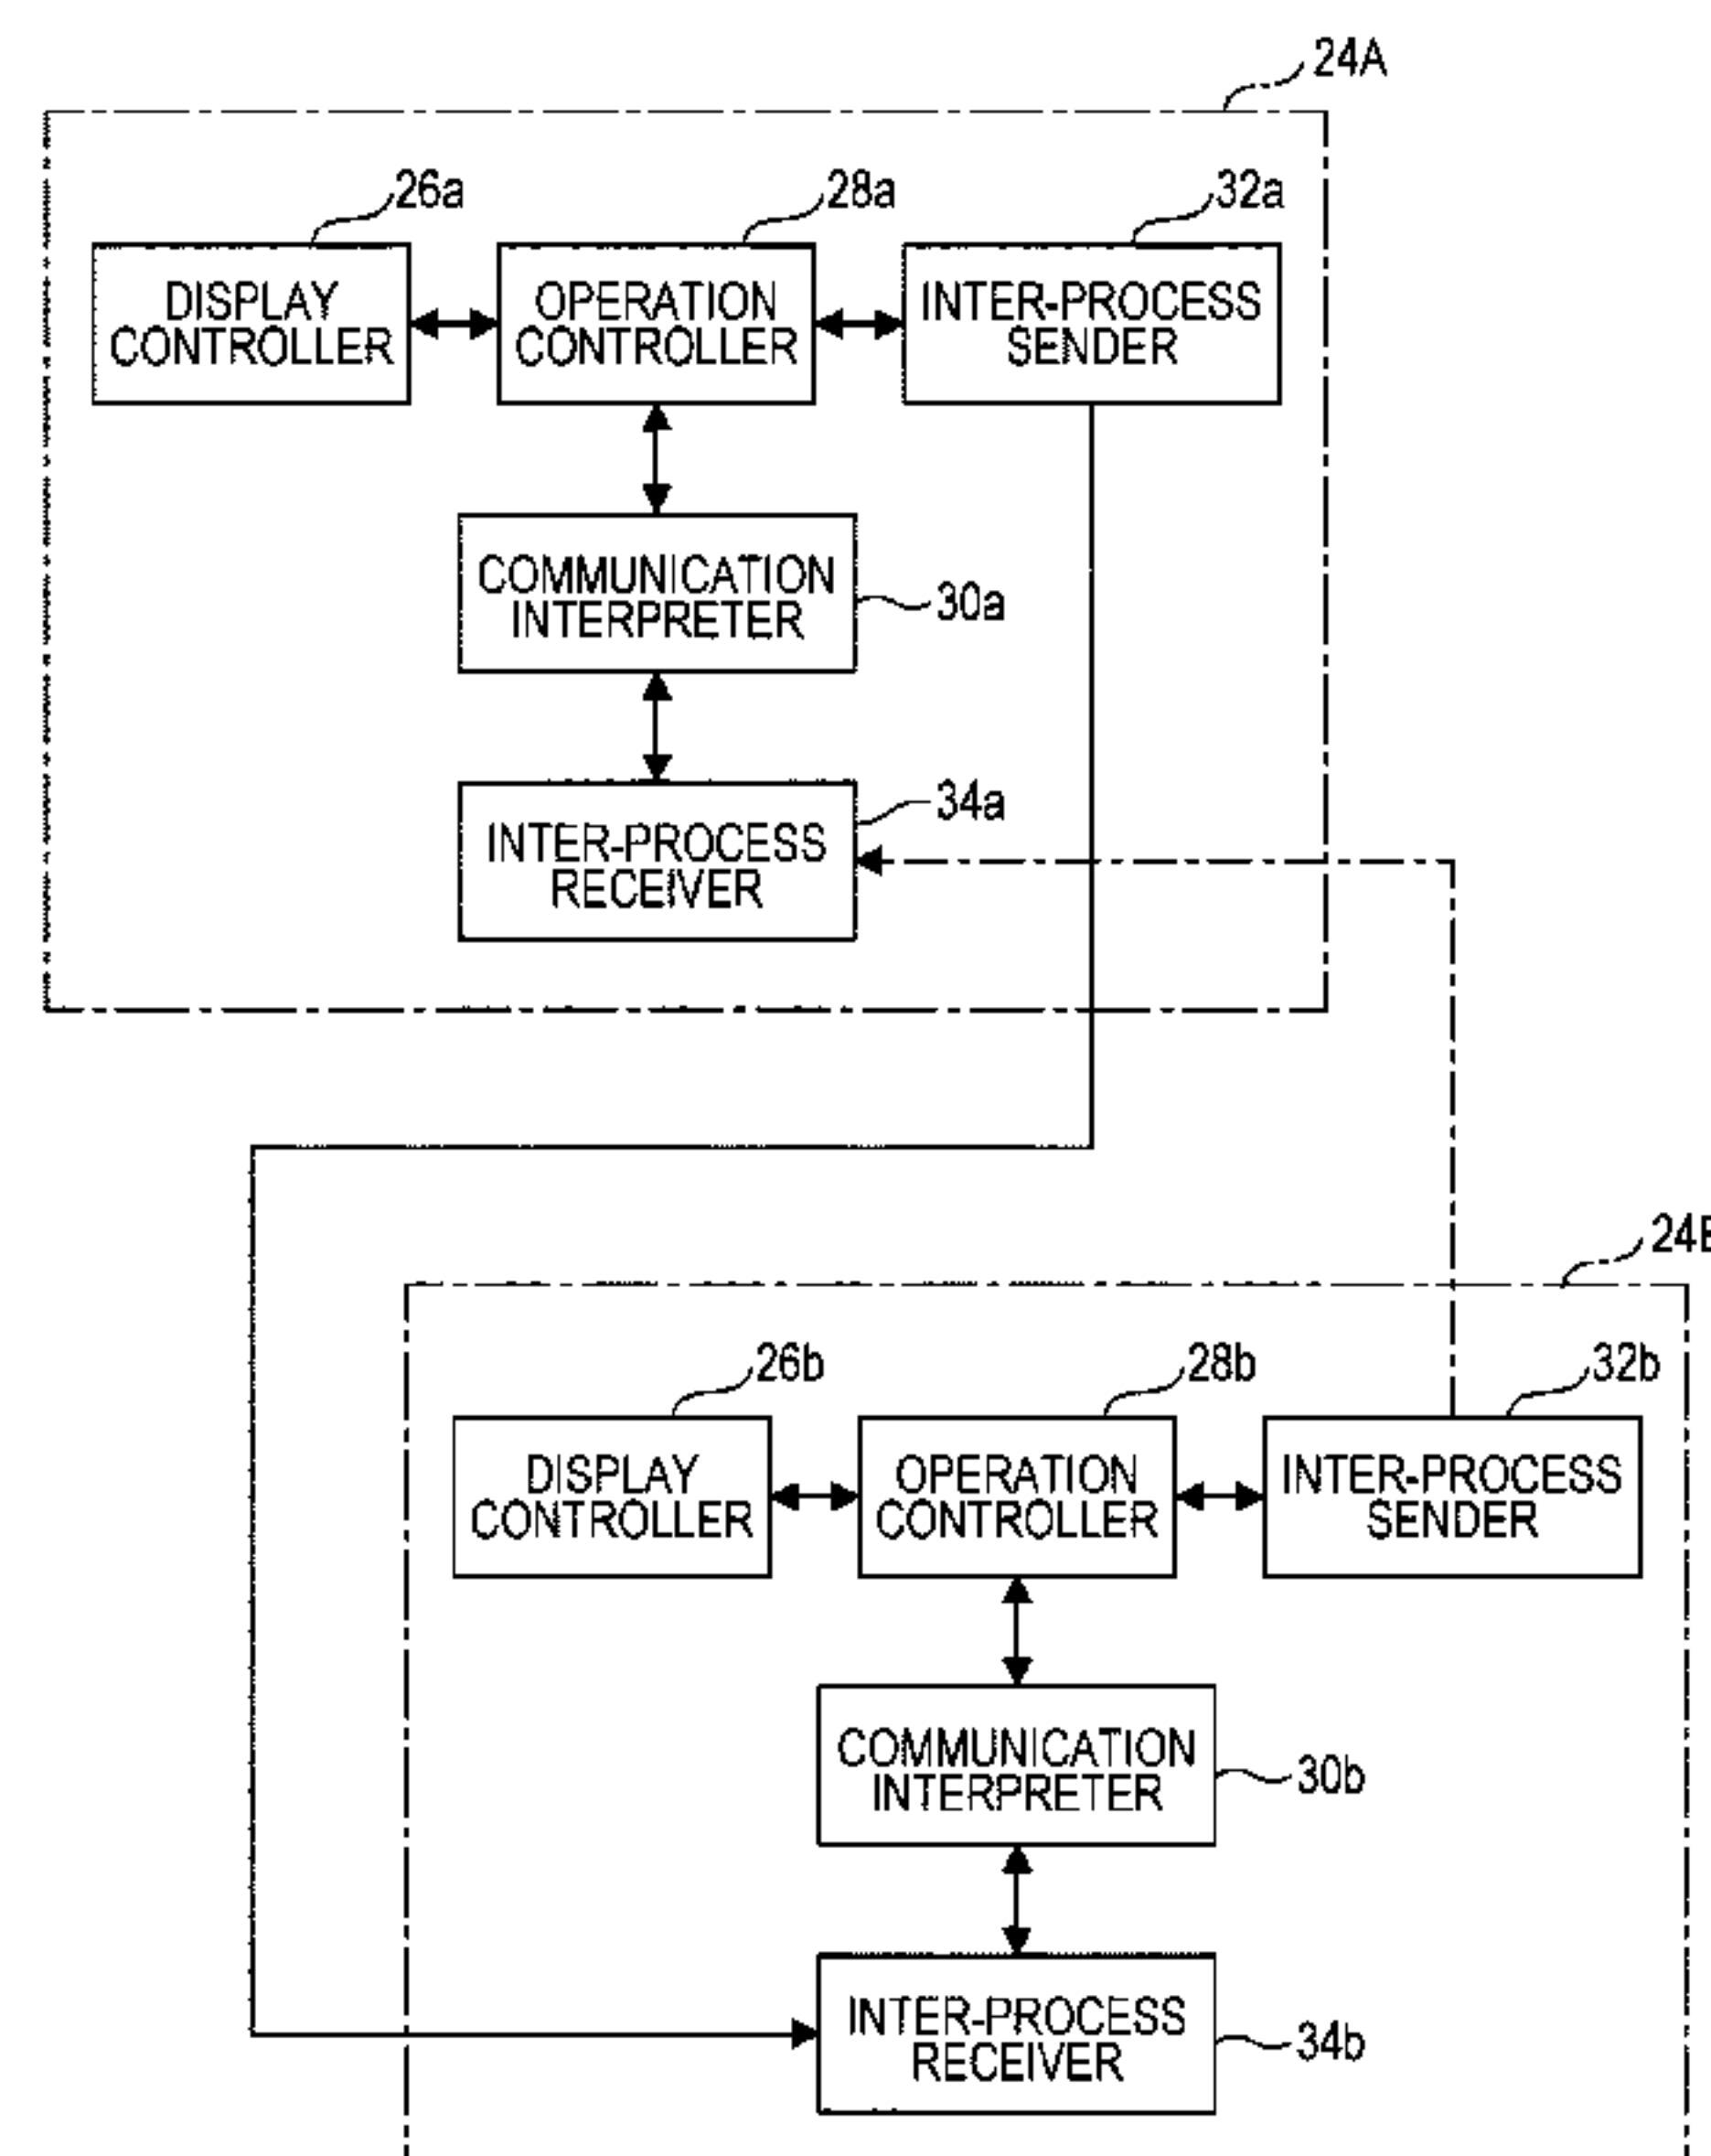 24A
26a
28a
32a
DISPLAY
CONTROLLER
OPERATION
CONTROLLER
INTER-PROCESS
SENDER
COMMUNICATION
INTERPRETER
30a
34a
INTER-PROCESS
RECEIVER
26b
28b
32b
DISPLAY
CONTROLLER
OPERATION
CONTROLLER
INTER-PROCESS
SENDER
COMMUNICATION
INTERPRETER
30b
INTER-PROCESS
RECEIVER
34b